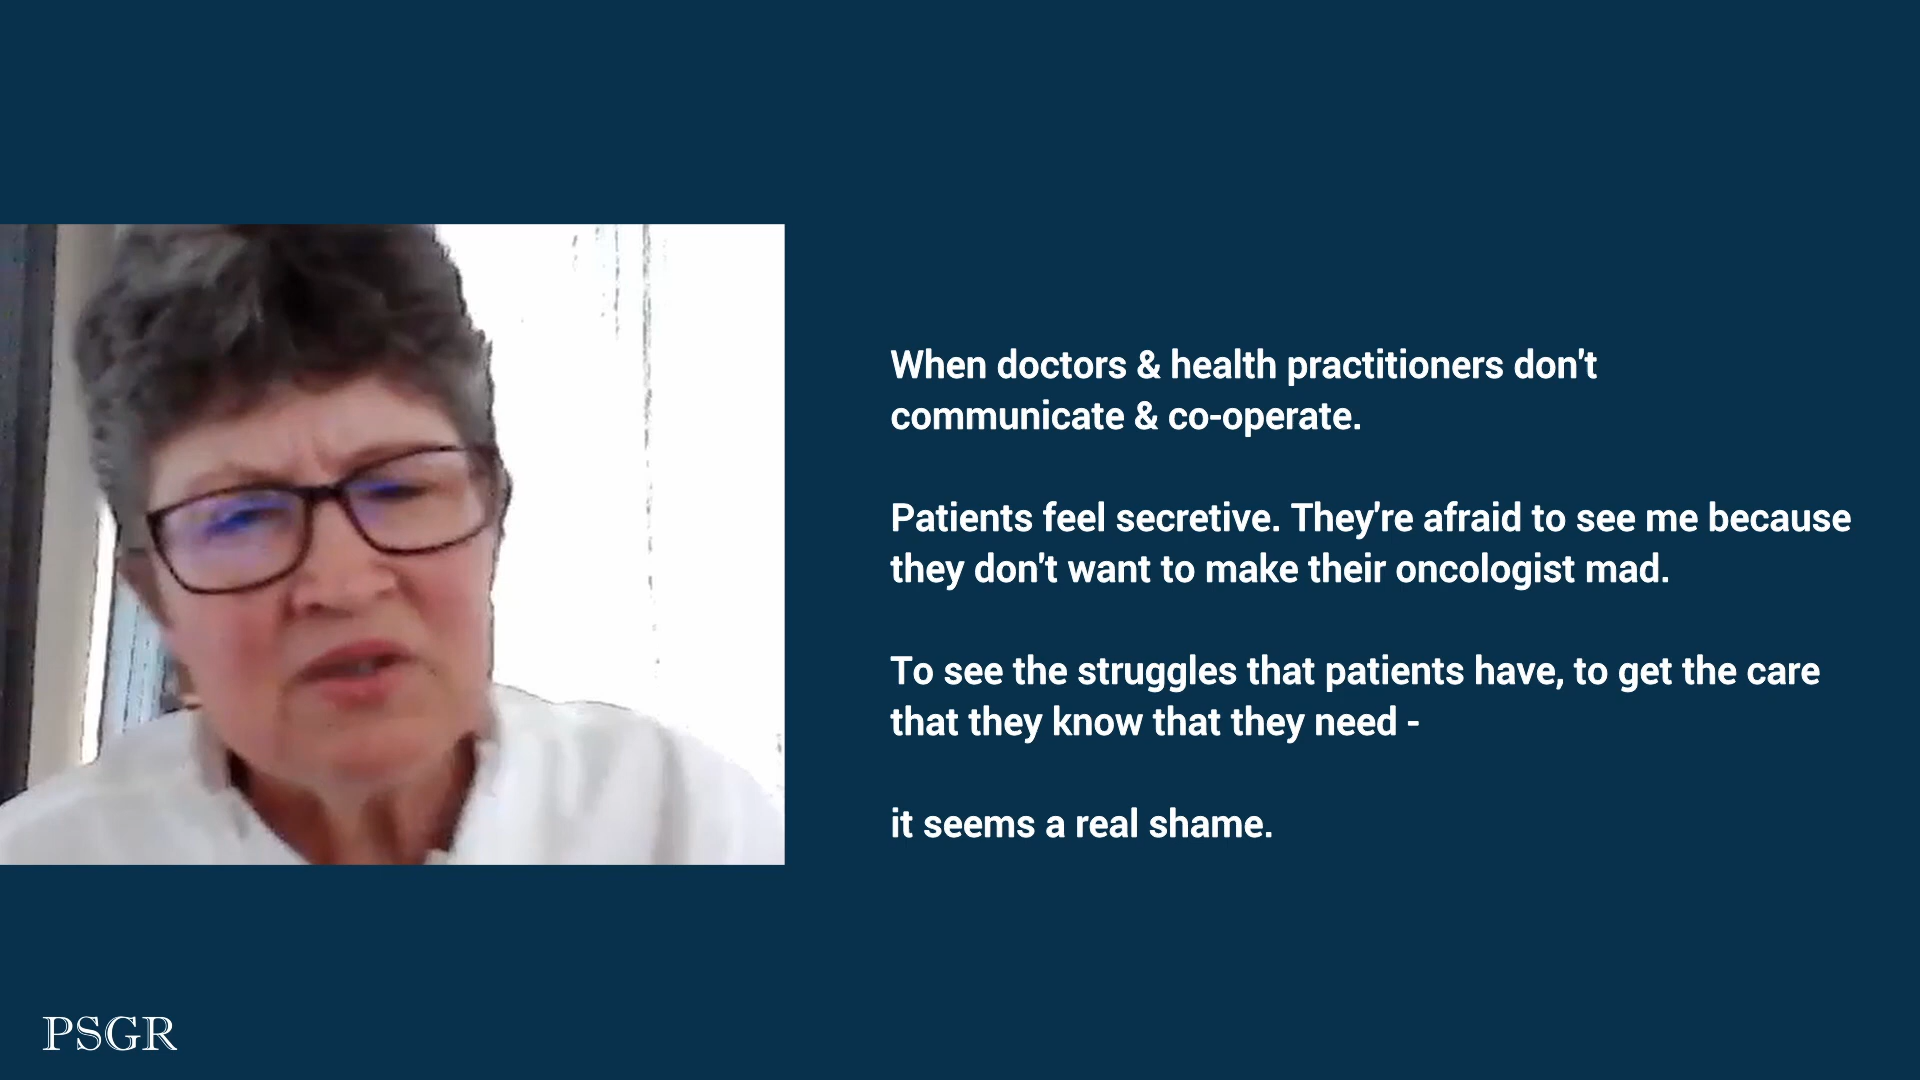 When doctors & health practitioners don't
communicate & co-operate.
Patients feel secretive. They're afraid to see me because
they don't want to make their oncologist mad.
To see the struggles that patients have, to get the care
that they know that they need -
it seems a real shame.
PSGR